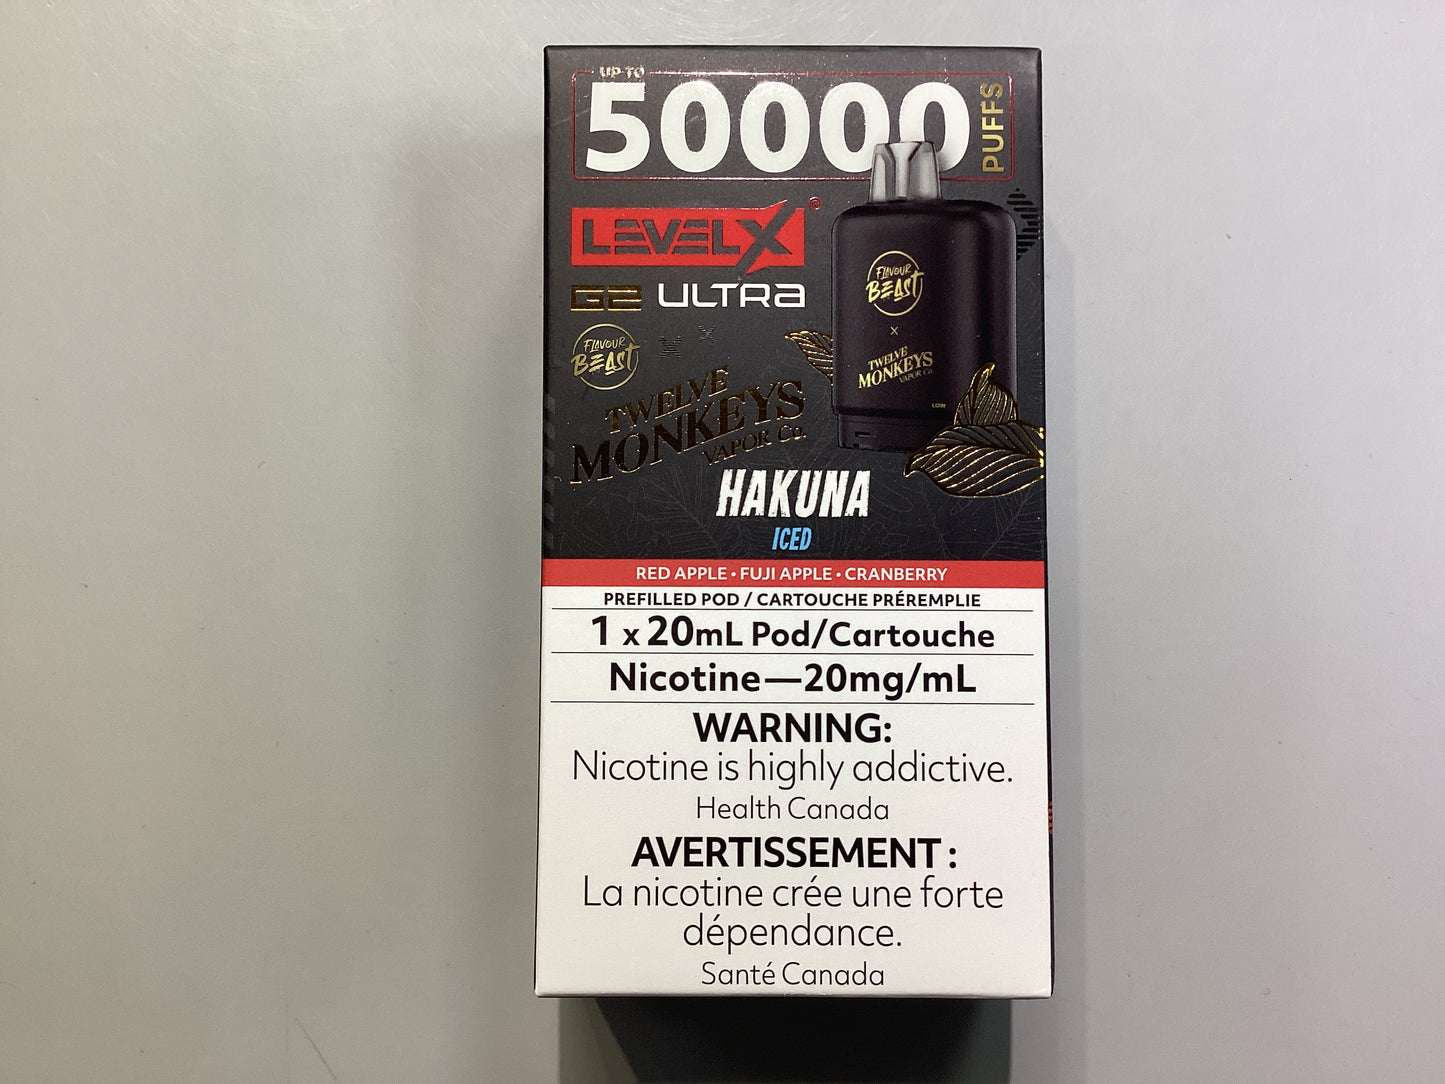 UP TO
50000
PUFFS
LEVELX®
G2 ULTRA
FLAVOUR
BEAST
X
TWELVE
MONKEYS
VAPOR Co.
FLAVOUR
BEAST
X
TWELVE
MONKEYS
VAPOR Co.
LOW
HAKUNA
ICED
RED APPLE • FUJI APPLE • CRANBERRY
PREFILLED POD / CARTOUCHE PRÉREMPLIE
1 x 20mL Pod/Cartouche
Nicotine—20mg/mL
WARNING:
Nicotine is highly addictive.
Health Canada
AVERTISSEMENT :
La nicotine crée une forte
dépendance.
Santé Canada